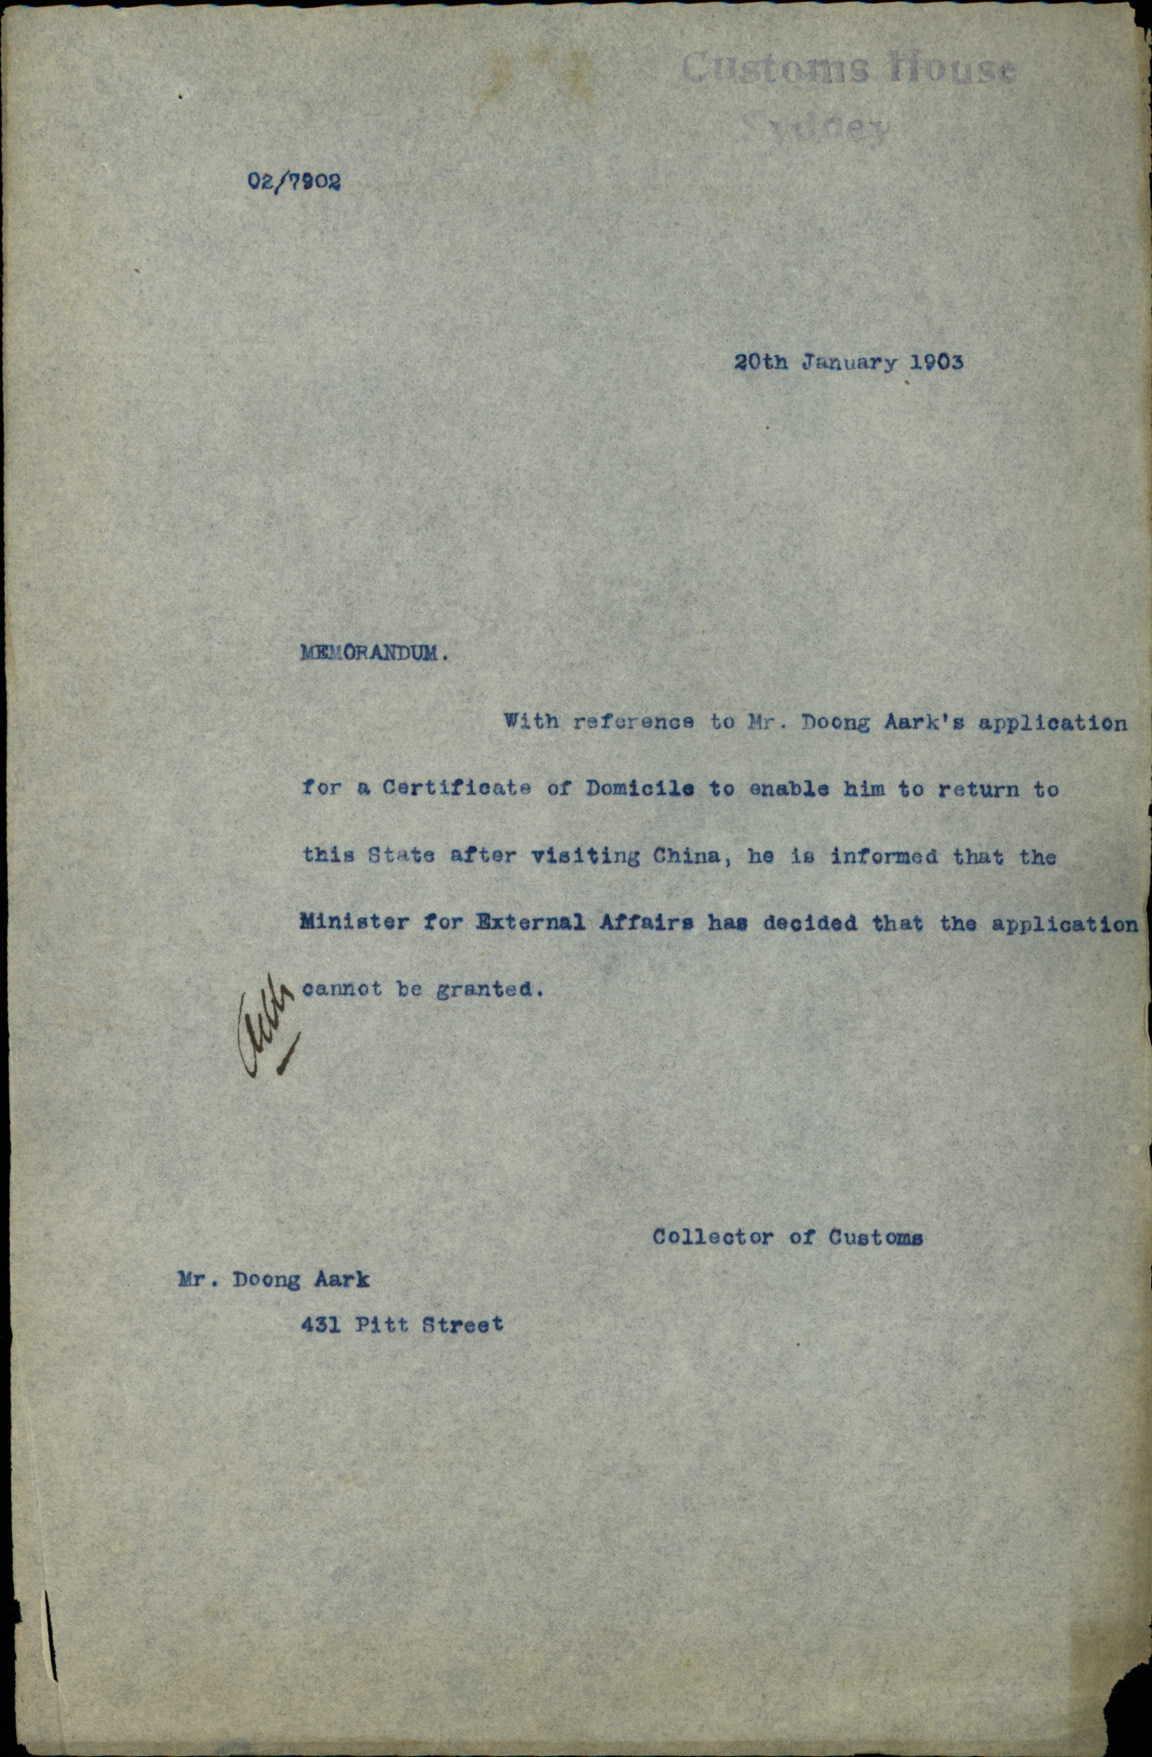 Customs House
Sydney
02/7902
20th January 1903
MEMORANDUM.
With reference to Mr. Doong Aark's application
for a Certificate of Domicile to enable him to return to
this State after visiting China, he is informed that the
Minister for External Affairs has decided that the application
cannot be granted.
Collector of Customs
Mr. Doong Aark
431 Pitt Street